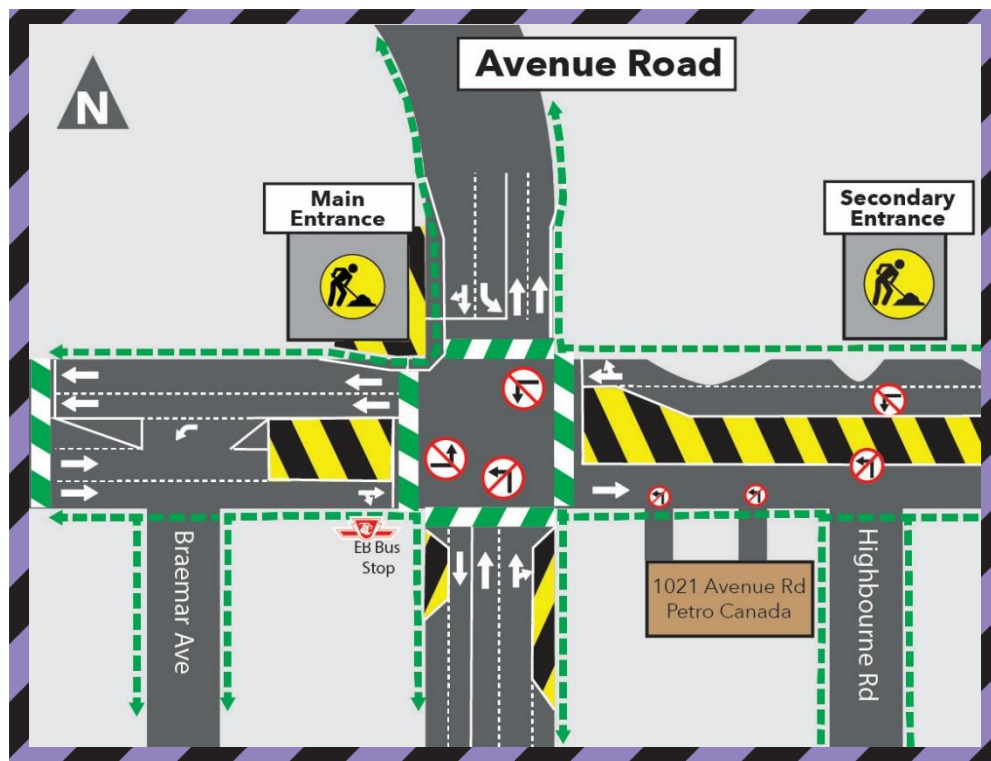 Avenue Road
N
Main
Entrance
Secondary
Entrance
EB Bus
Stop
Braemar Ave
1021 Avenue Rd
Petro Canada
Highbourne Rd